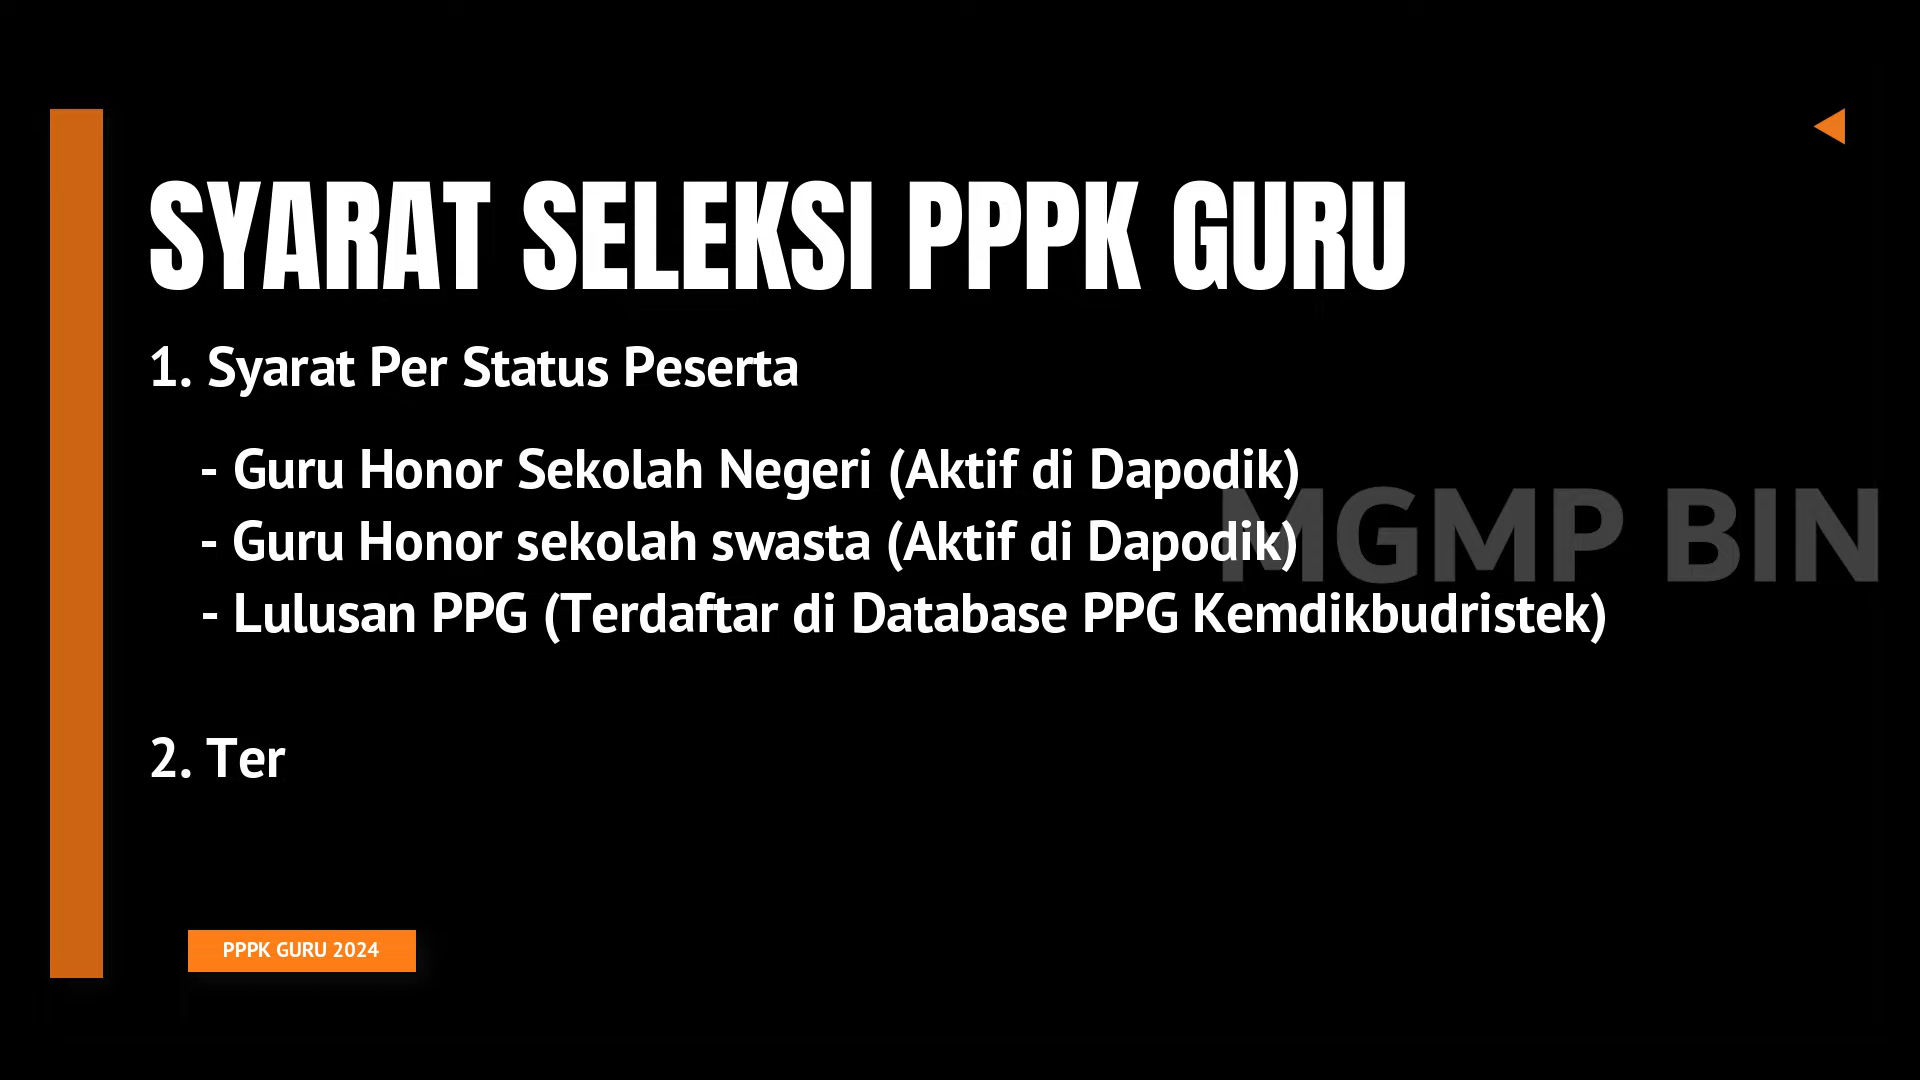 SYARAT SELEKSI PPPK GURU
1. Syarat Per Status Peserta
- Guru Honor Sekolah Negeri (Aktif di Dapodik)
- Guru Honor sekolah swasta (Aktif di Dapodik)
- Lulusan PPG (Terdaftar di Database PPG Kemdikbudristek)
MGMP BIN
2. Ter
PPPK GURU 2024